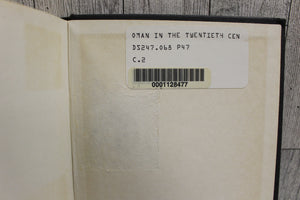 OMAN IN THE TWENTIETH CEN
DS247.O68 P47
C.2
0001128477